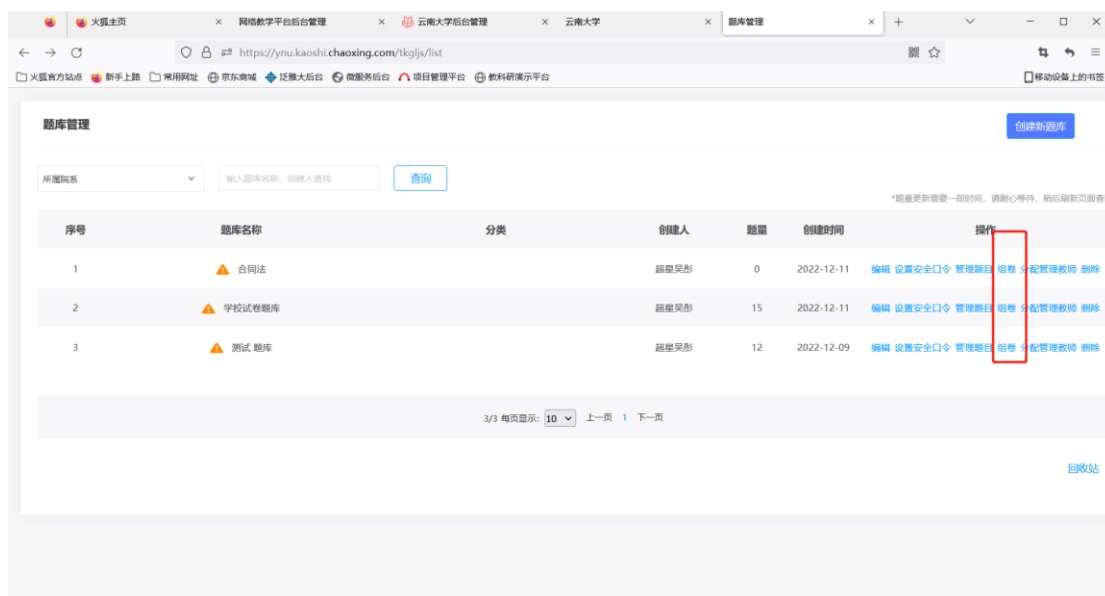 火狐主页 网络教学平台后台管理 云南大学后台管理 云南大学 题库管理
https://ynu.kaoshi.chaoxing.com/tkgljs/list
火狐官方站点 新手上路 常用网址 京东商城 泛雅大后台 微服务后台 项目管理平台 教科研演示平台 移动设备上的书签
题库管理 创建新题库
所属院系 输入题库名称、创建人查找 查询
*题量更新需要一段时间，请耐心等待，稍后刷新页面查
序号 题库名称 分类 创建人 题量 创建时间 操作
1 合同法 超星吴彤 0 2022-12-11 编辑 设置安全口令 管理题目 组卷 分配管理教师 删除
2 学校试卷题库 超星吴彤 15 2022-12-11 编辑 设置安全口令 管理题目 组卷 分配管理教师 删除
3 测试 题库 超星吴彤 12 2022-12-09 编辑 设置安全口令 管理题目 组卷 分配管理教师 删除
3/3 每页显示: 10 上一页 1 下一页
回收站